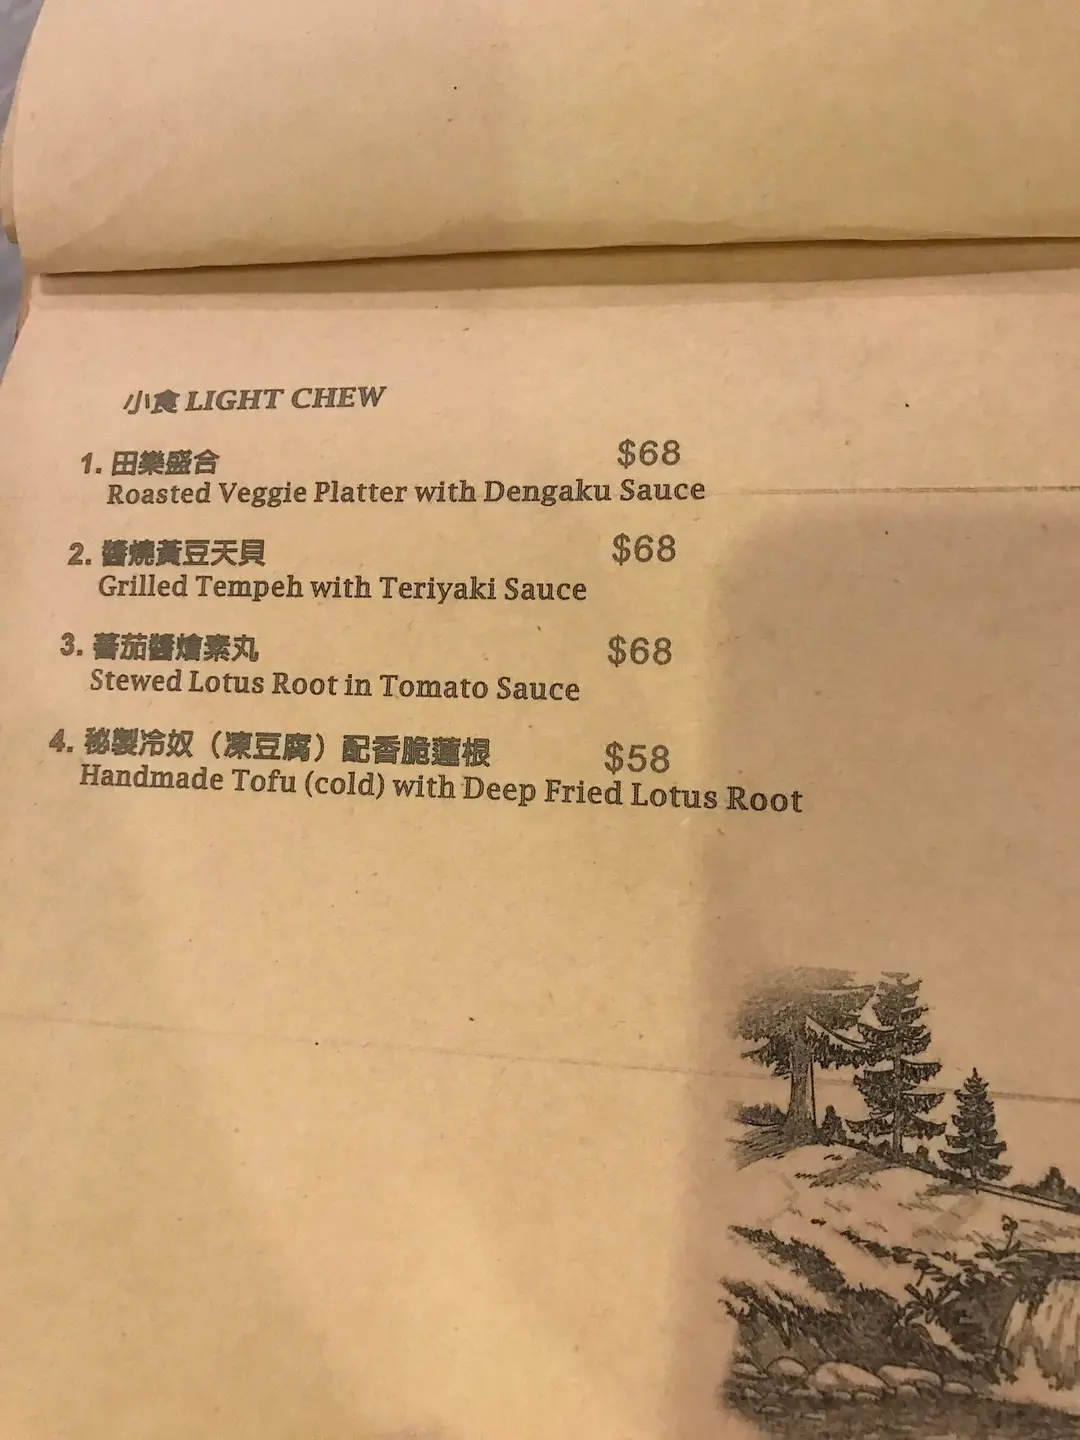 小食 LIGHT CHEW
1. 田樂盛合 $68
Roasted Veggie Platter with Dengaku Sauce
2. 醬燒黃豆天貝 $68
Grilled Tempeh with Teriyaki Sauce
3. 蕃茄醬燴素丸 $68
Stewed Lotus Root in Tomato Sauce
4. 秘製冷奴（凍豆腐）配香脆蓮根 $58
Handmade Tofu (cold) with Deep Fried Lotus Root